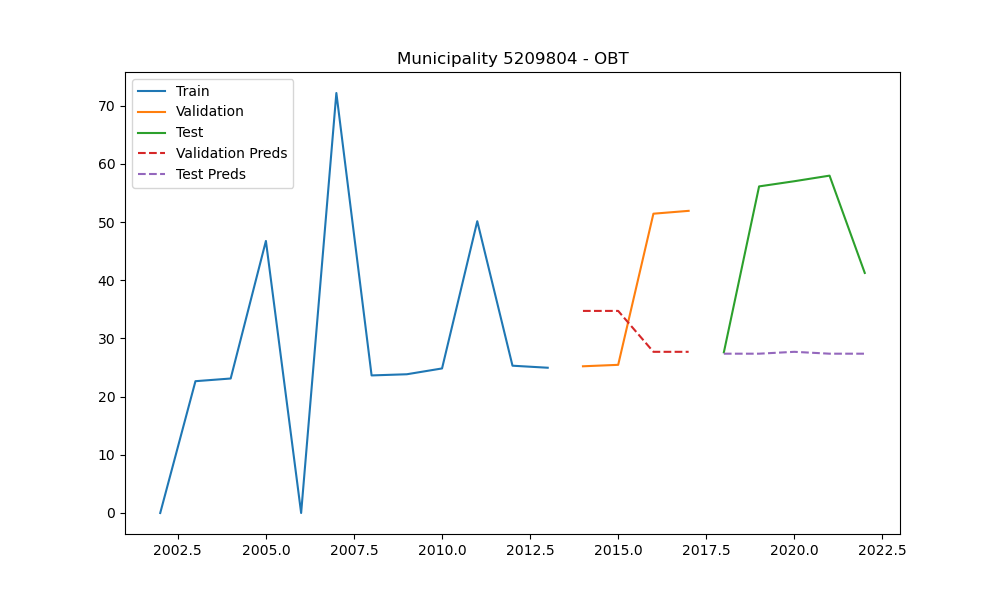 Municipality 5209804 - OBT
Train
Validation
Test
Validation Preds
Test Preds
70
60
50
40
30
20
10
0
2002.5 2005.0 2007.5 2010.0 2012.5 2015.0 2017.5 2020.0 2022.5